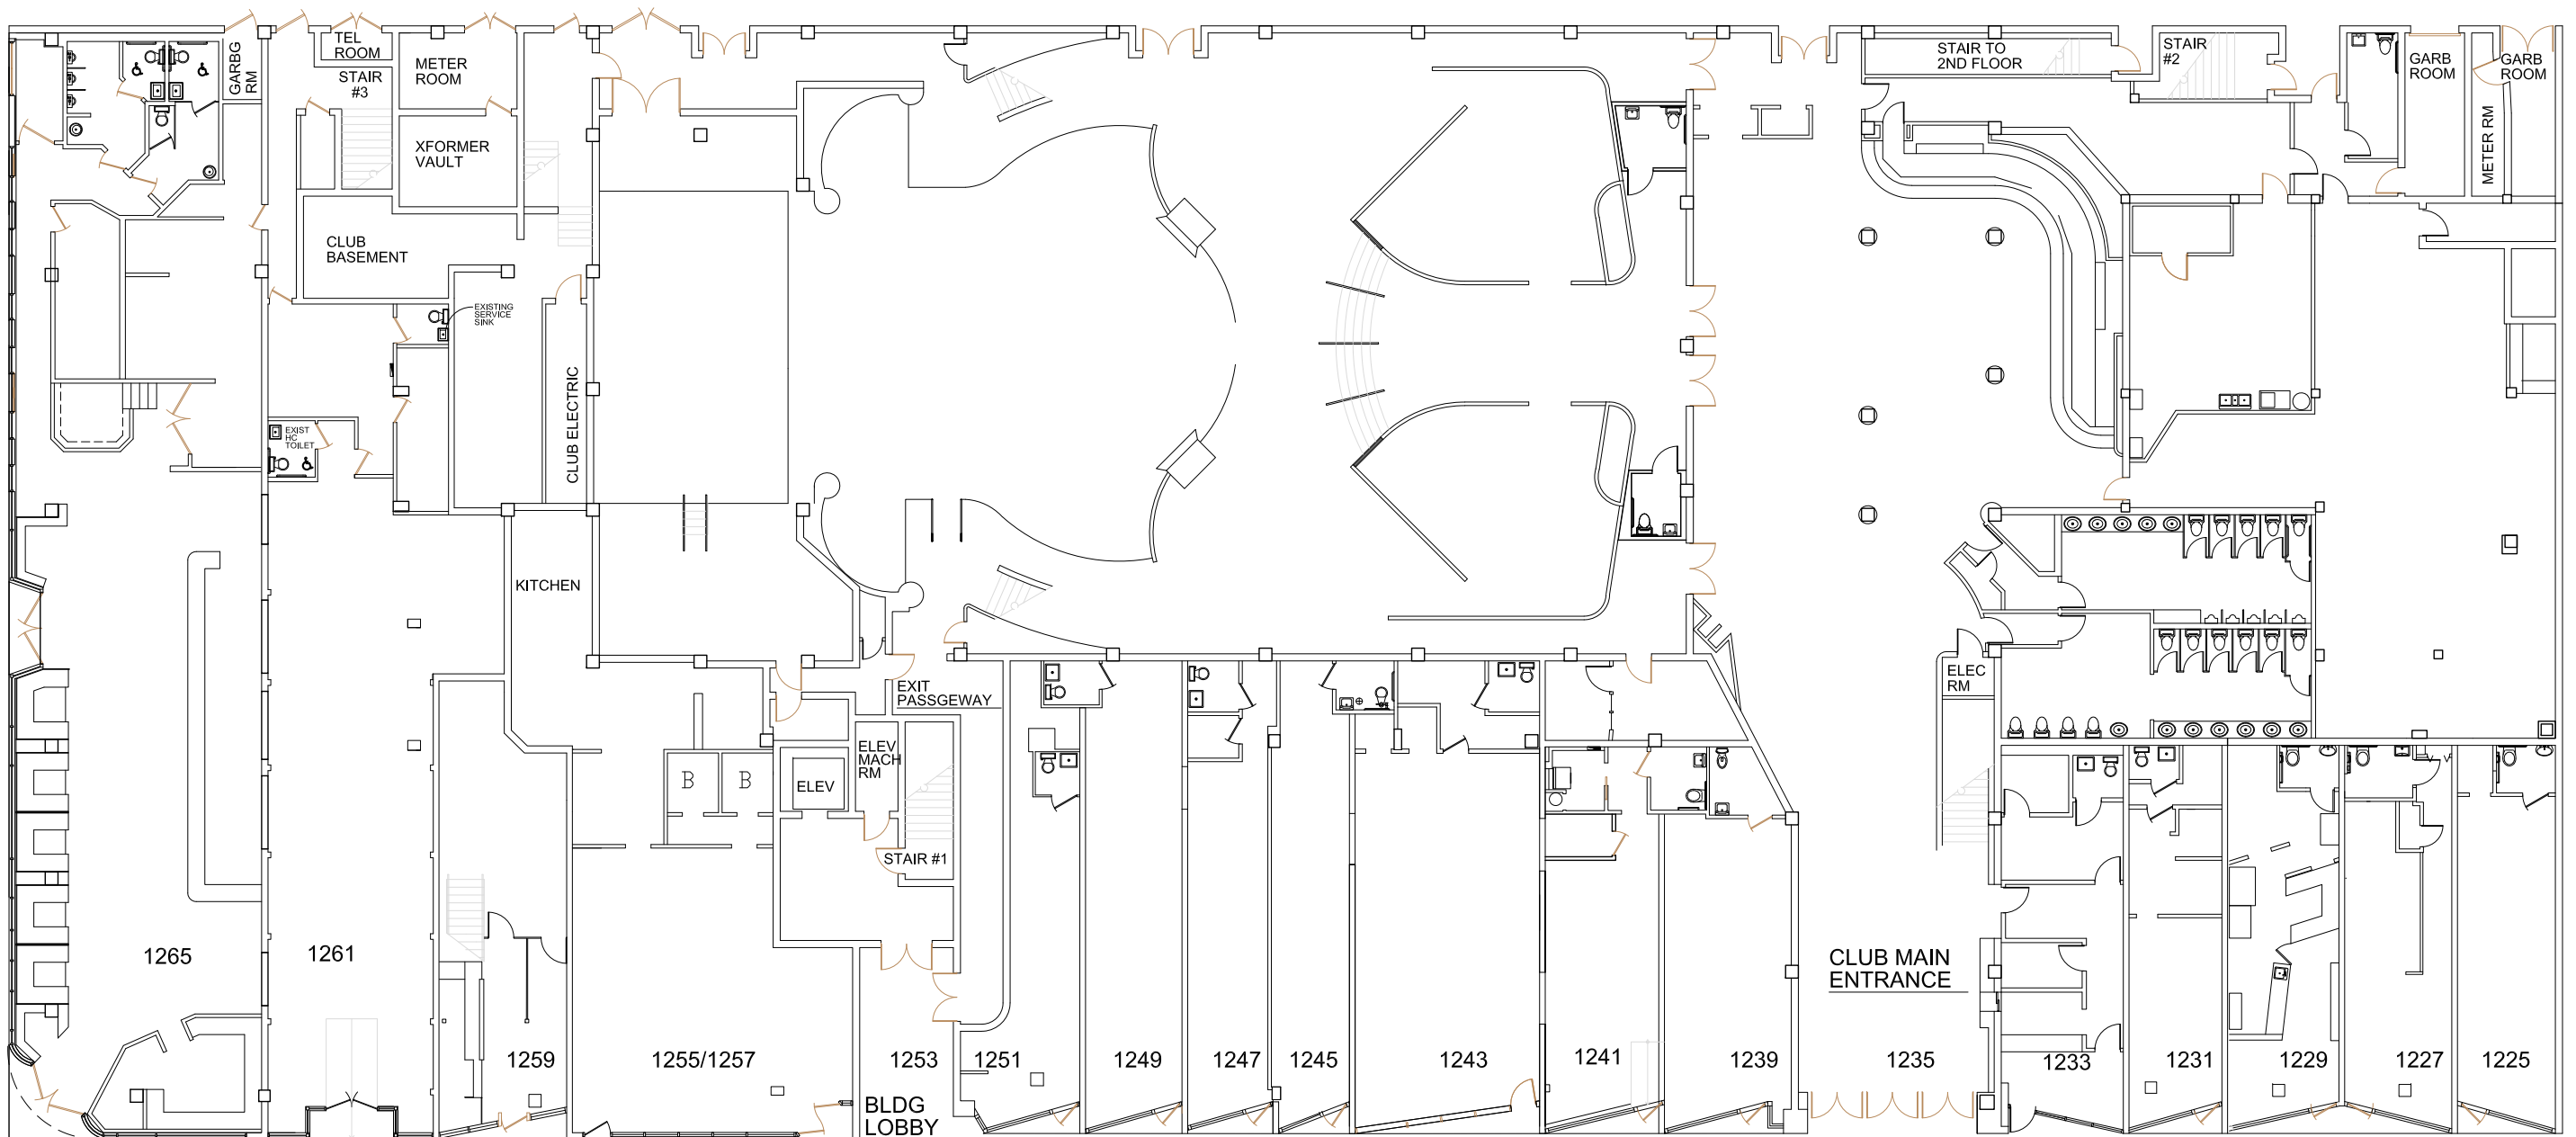 GARBG
RM
TEL
ROOM
STAIR
#3
METER
ROOM
XFORMER
VAULT
STAIR TO
2ND FLOOR
STAIR
#2
GARB
ROOM
METER RM
GARB
ROOM
CLUB
BASEMENT
EXISTING
SERVICE
SINK
CLUB ELECTRIC
EXIST
HC
TOILET
KITCHEN
EXIT
PASSGEWAY
ELEC
RM
ELEV
MACH
RM
B
B
ELEV
STAIR #1
1265
1261
CLUB MAIN
ENTRANCE
1259
1255/1257
1253
1251
1249
1247
1245
1243
1241
1239
1235
1233
1231
1229
1227
1225
BLDG
LOBBY